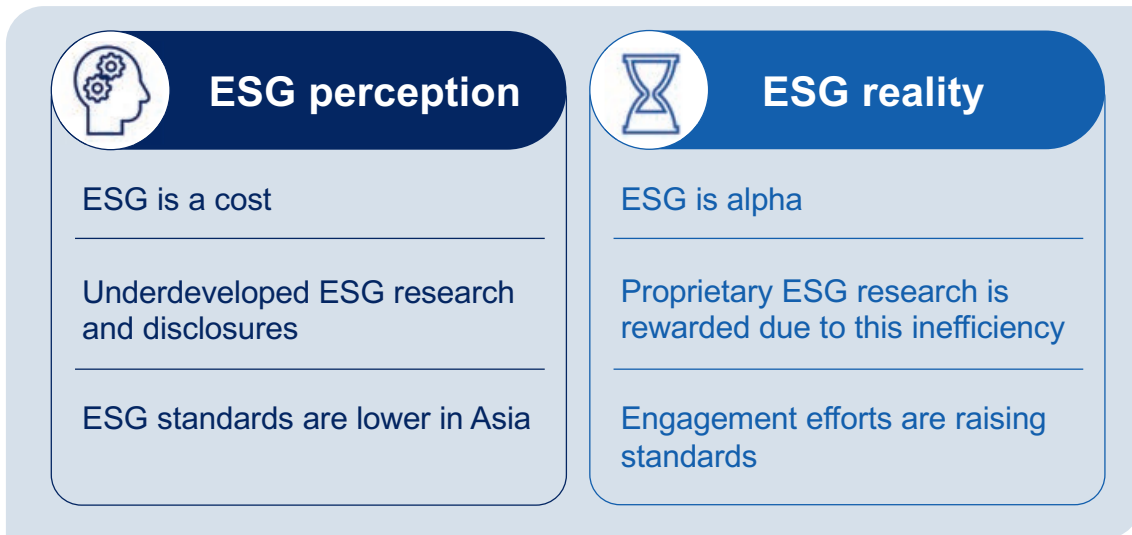 ESG perception
ESG is a cost
Underdeveloped ESG research
and disclosures
ESG standards are lower in Asia
ESG reality
ESG is alpha
Proprietary ESG research is
rewarded due to this inefficiency
Engagement efforts are raising
standards